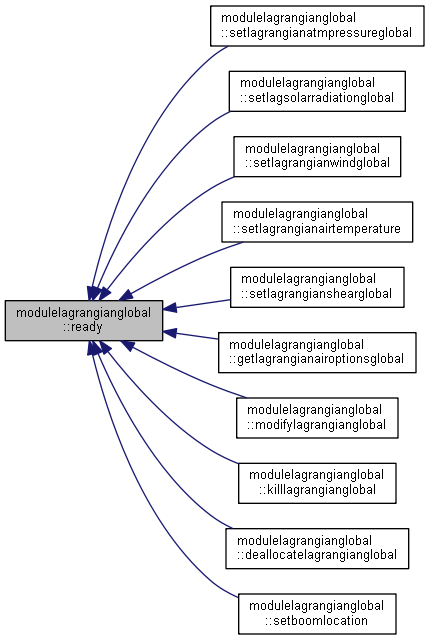 modulelagrangianglobal
::setlagrangianatmpressureglobal
modulelagrangianglobal
::setlagsolarradiationglobal
modulelagrangianglobal
::setlagrangianwindglobal
modulelagrangianglobal
::setlagrangianairtemperature
modulelagrangianglobal
::setlagrangianshearglobal
modulelagrangianglobal
::ready
modulelagrangianglobal
::getlagrangianairoptionsglobal
modulelagrangianglobal
::modifylagrangianglobal
modulelagrangianglobal
::killlagrangianglobal
modulelagrangianglobal
::deallocatelagrangianglobal
modulelagrangianglobal
::setboomlocation